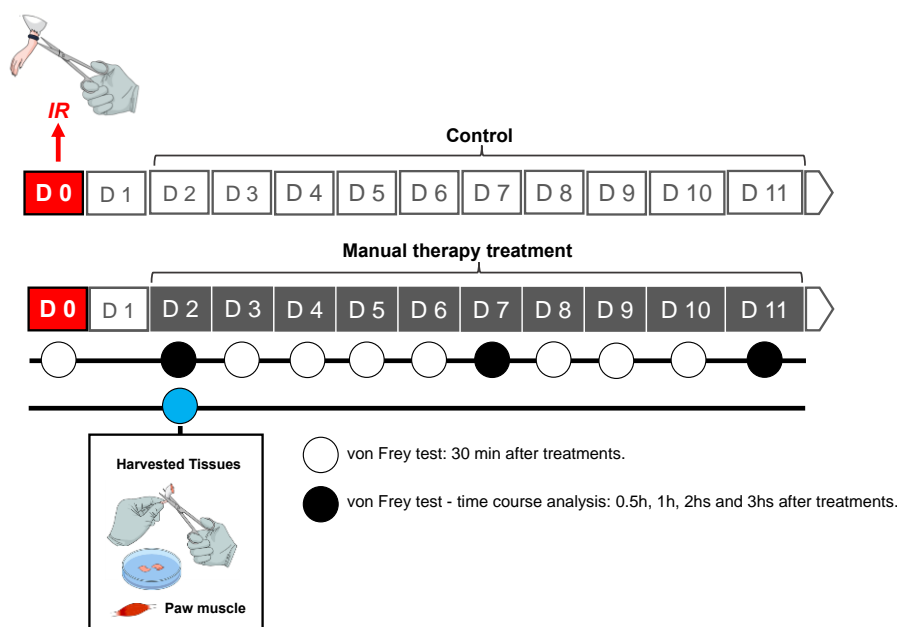 IR
Control
D 0 D 1 D 2 D 3 D 4 D 5 D 6 D 7 D 8 D 9 D 10 D 11
Manual therapy treatment
D 0 D 1 D 2 D 3 D 4 D 5 D 6 D 7 D 8 D 9 D 10 D 11
Harvested Tissues
Paw muscle
von Frey test: 30 min after treatments.
von Frey test - time course analysis: 0.5h, 1h, 2hs and 3hs after treatments.